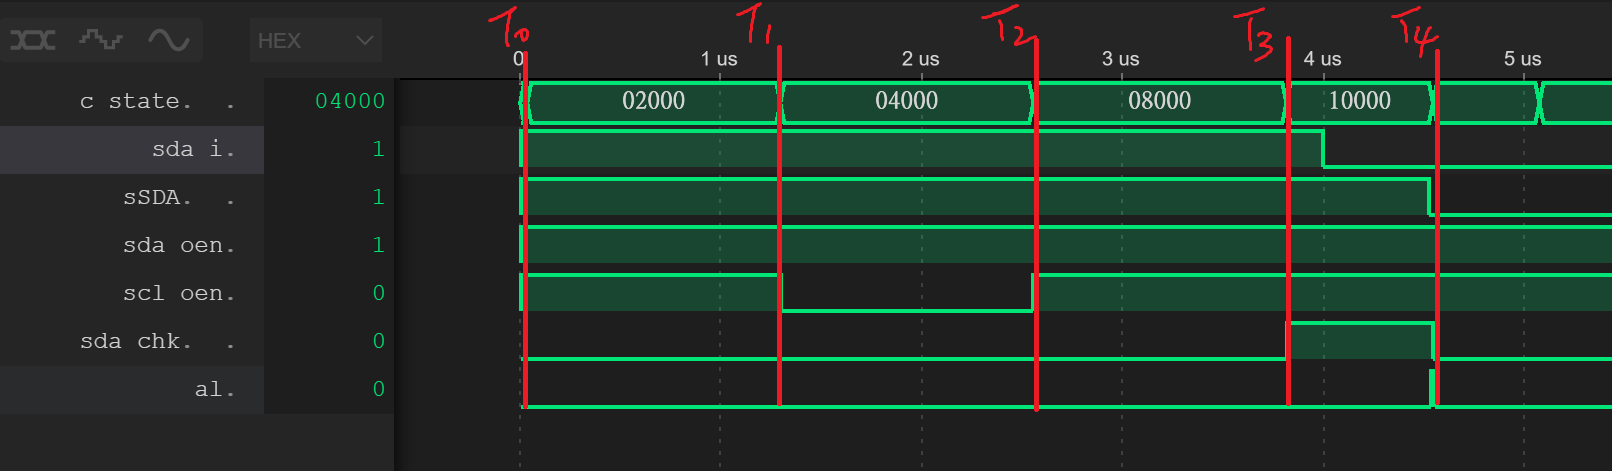 T0 T1 T2 T3 T4
HEX
0 1 us 2 us 3 us 4 us 5 us
c state. . 04000 02000 04000 08000 10000
sda i. 1
sSDA. . 1
sda oen. 1
scl oen. 0
sda chk. . 0
al. 0